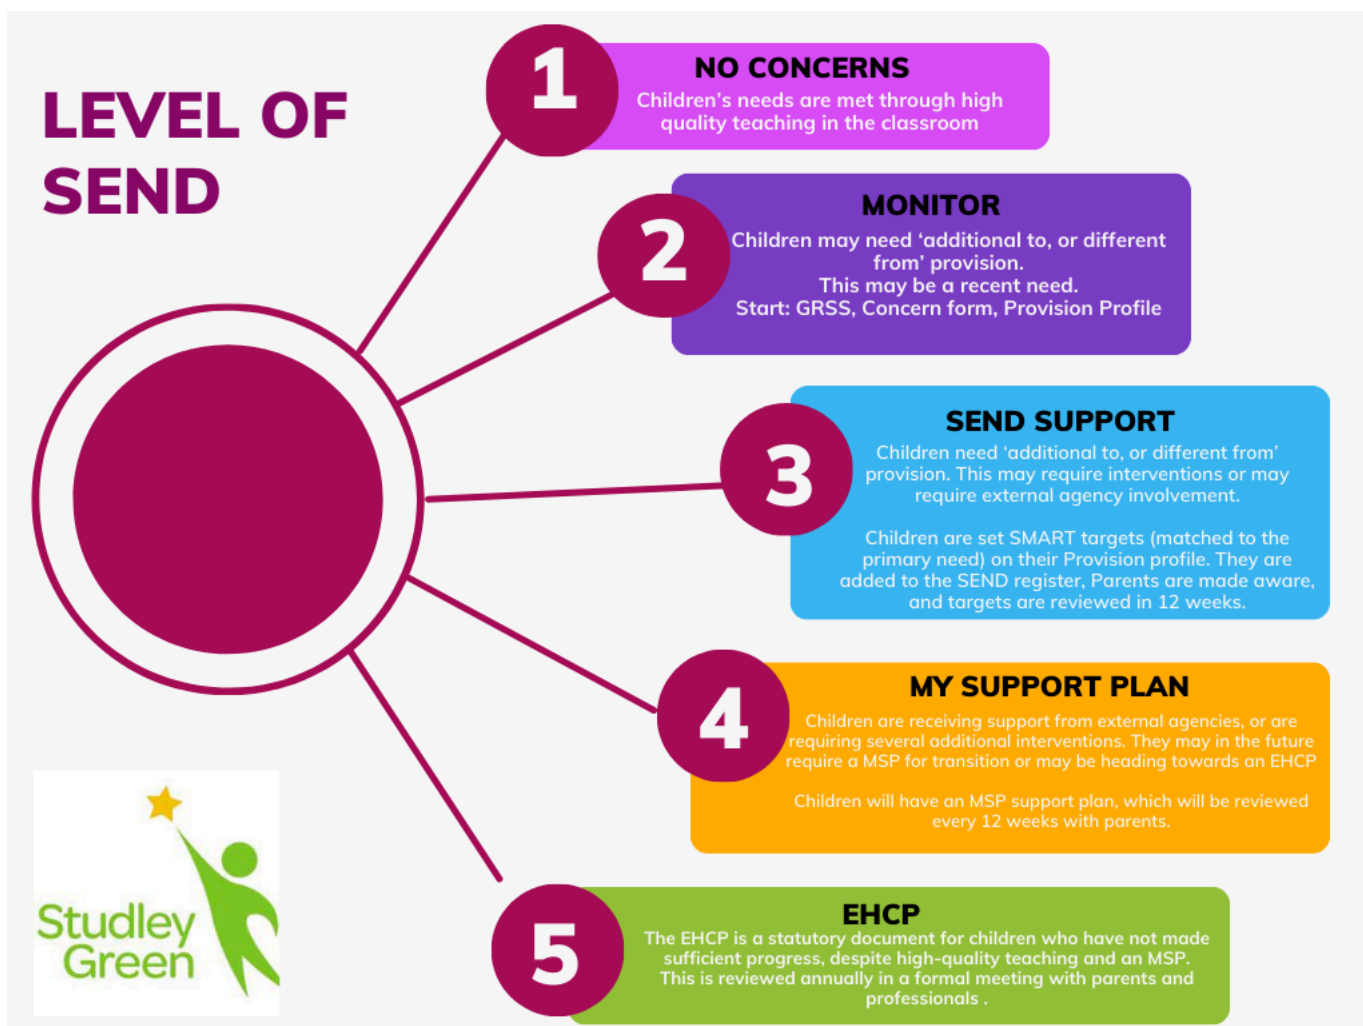 LEVEL OF
SEND
1
NO CONCERNS
Children's needs are met through high
quality teaching in the classroom
2
MONITOR
Children may need ‘additional to, or different
from’ provision.
This may be a recent need.
Start: GRSS, Concern form, Provision Profile
3
SEND SUPPORT
Children need ‘additional to, or different from’
provision. This may require interventions or may
require external agency involvement.
Children are set SMART targets (matched to the
primary need) on their Provision profile. They are
added to the SEND register, Parents are made aware,
and targets are reviewed in 12 weeks.
4
MY SUPPORT PLAN
Children are receiving support from external agencies, or are
requiring several additional interventions. They may in the future
require a MSP for transition or may be heading towards an EHCP
Children will have an MSP support plan, which will be reviewed
every 12 weeks with parents.
5
EHCP
The EHCP is a statutory document for children who have not made
sufficient progress, despite high-quality teaching and an MSP.
This is reviewed annually in a formal meeting with parents and
professionals .
Studley
Green